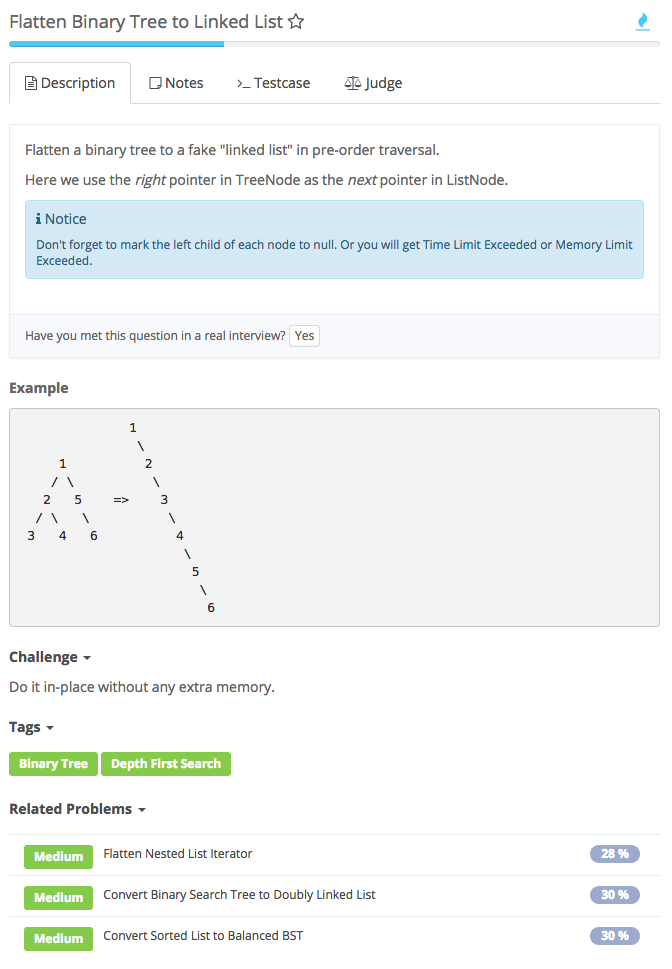 Flatten Binary Tree to Linked List
Description
Notes
>_ Testcase
Judge
Flatten a binary tree to a fake "linked list" in pre-order traversal.
Here we use the right pointer in TreeNode as the next pointer in ListNode.
Notice
Don't forget to mark the left child of each node to null. Or you will get Time Limit Exceeded or Memory Limit
Exceeded.
Have you met this question in a real interview? Yes
Example
1
\
1 2
/ \ \
2 5 => 3
/ \ \ \
3 4 6 4
\
5
\
6
Challenge
Do it in-place without any extra memory.
Tags
Binary Tree Depth First Search
Related Problems
Medium Flatten Nested List Iterator 28 %
Medium Convert Binary Search Tree to Doubly Linked List 30 %
Medium Convert Sorted List to Balanced BST 30 %